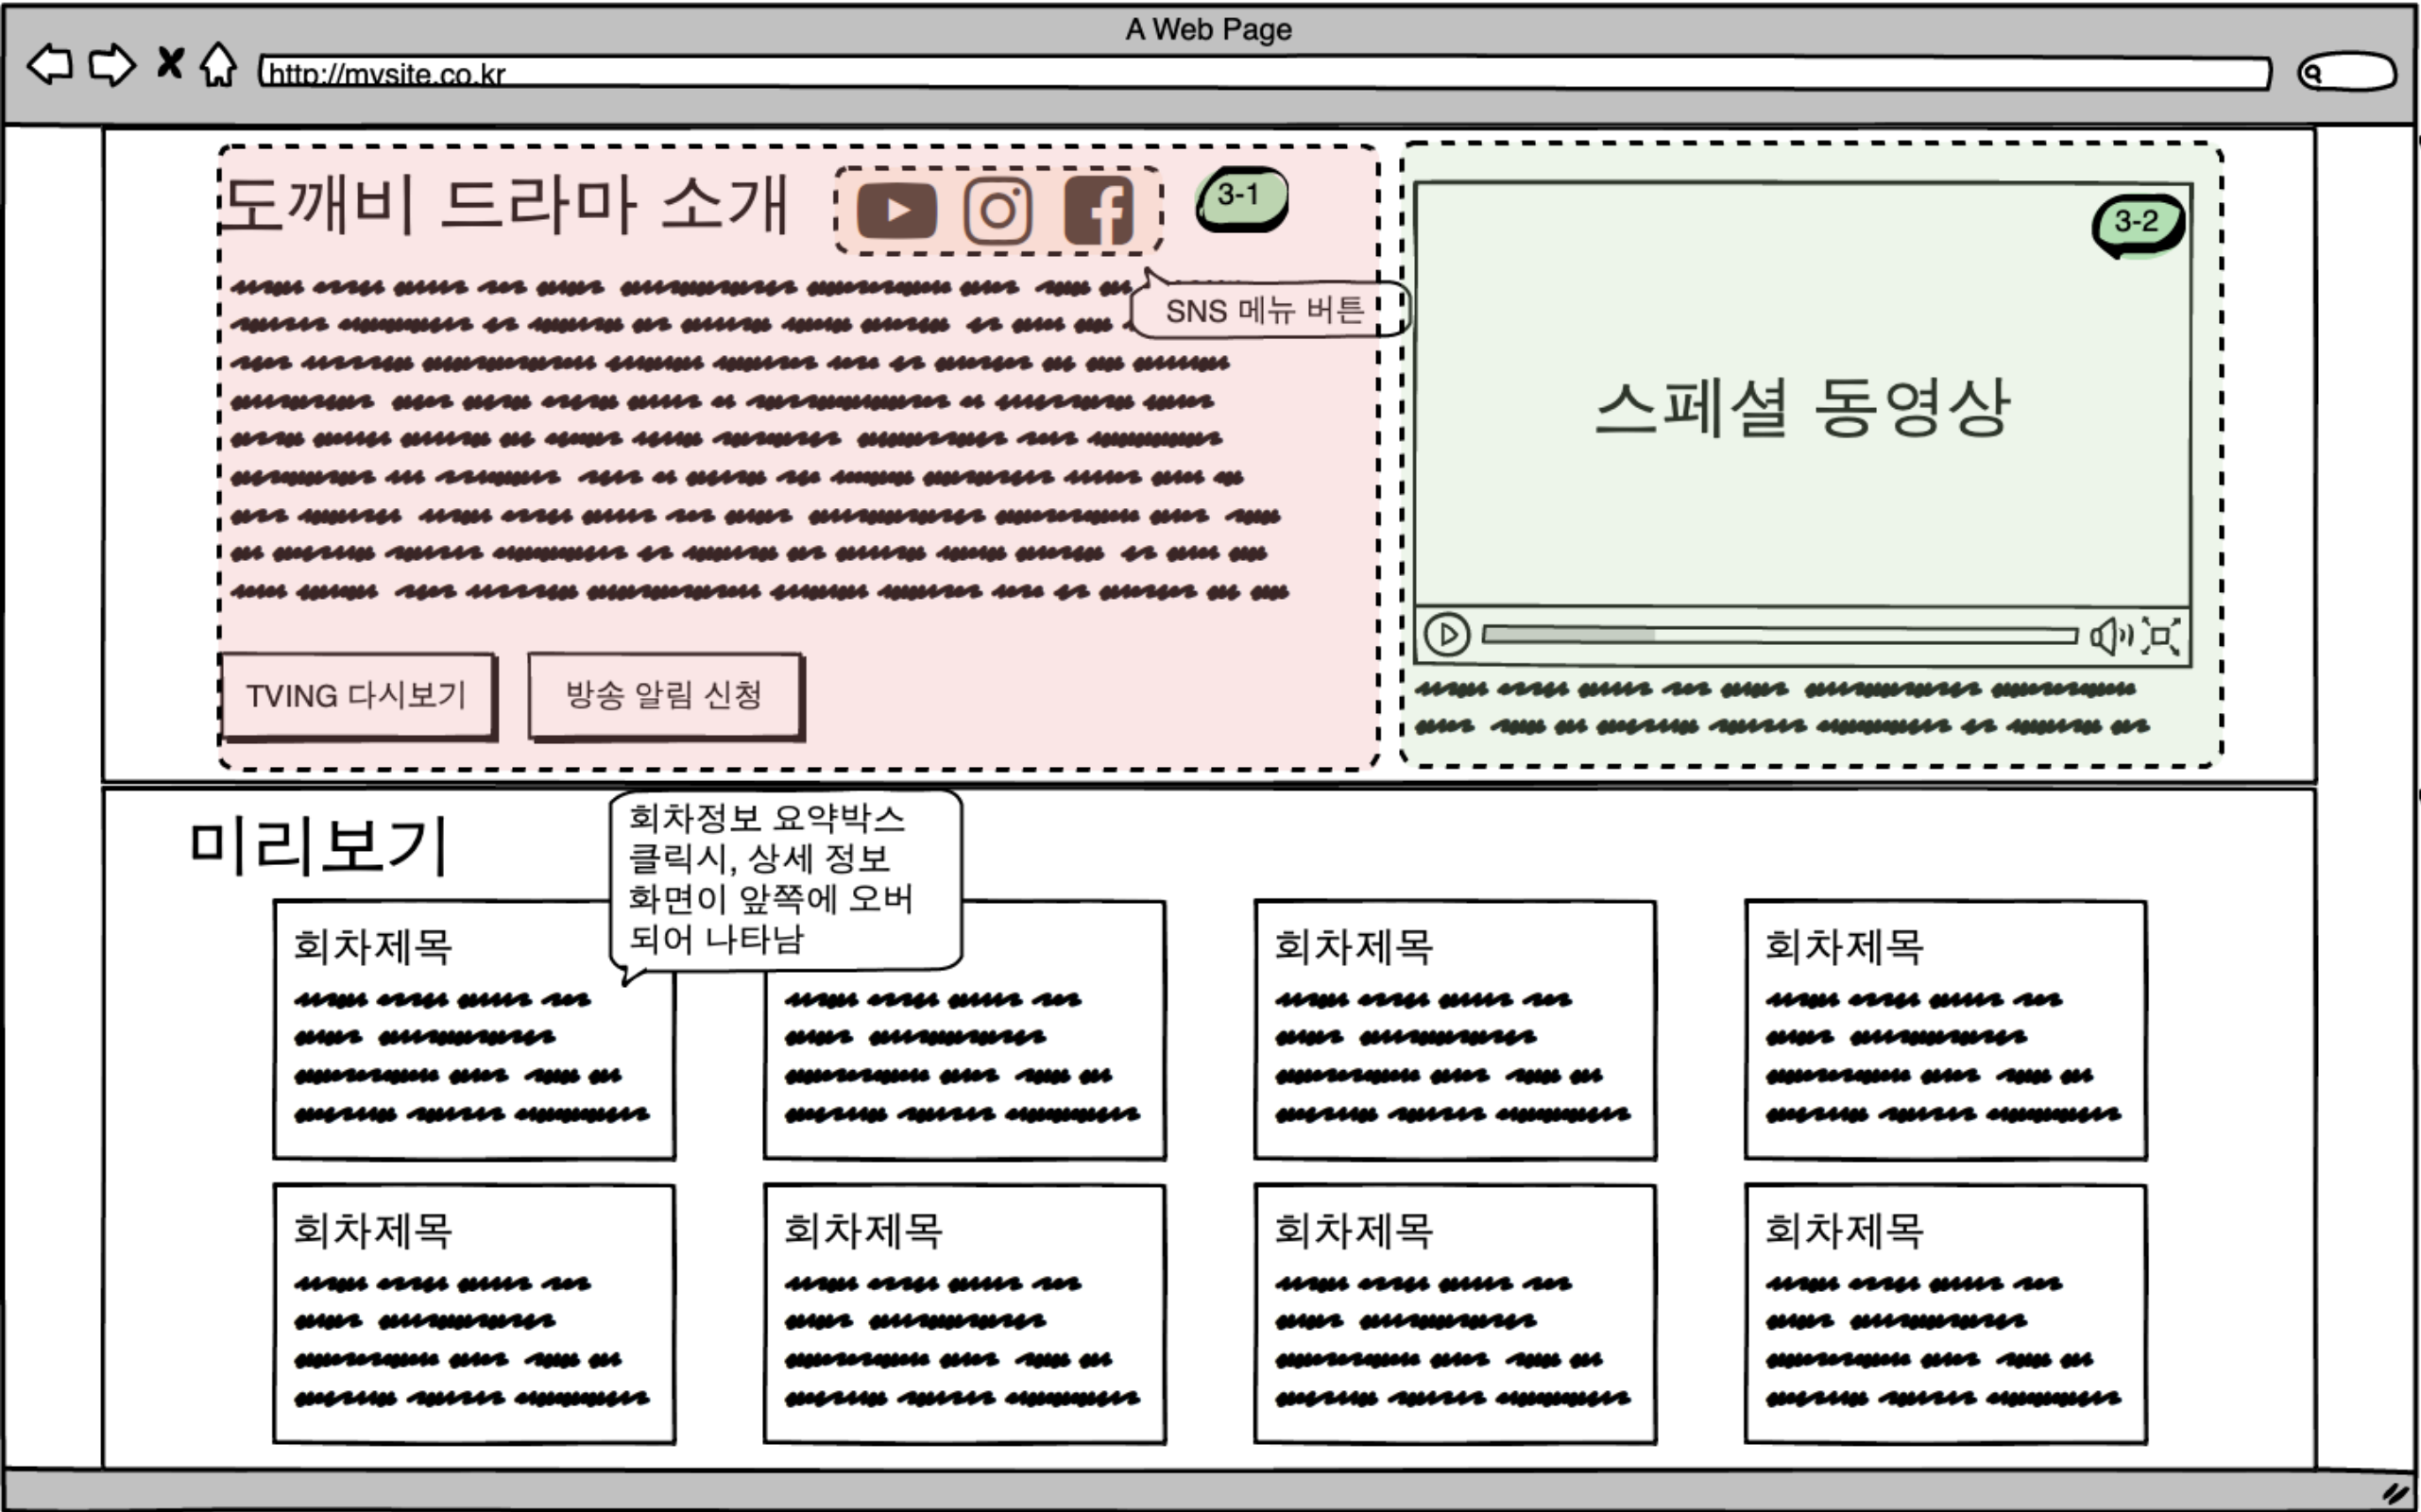 A Web Page
http://mysite.co.kr
도깨비 드라마 소개
3-1
SNS 메뉴 버튼
TVING 다시보기
방송 알림 신청
3-2
스페셜 동영상
미리보기
회차정보 요약박스
클릭시, 상세 정보
화면이 앞쪽에 오버
되어 나타남
회차제목
회차제목
회차제목
회차제목
회차제목
회차제목
회차제목